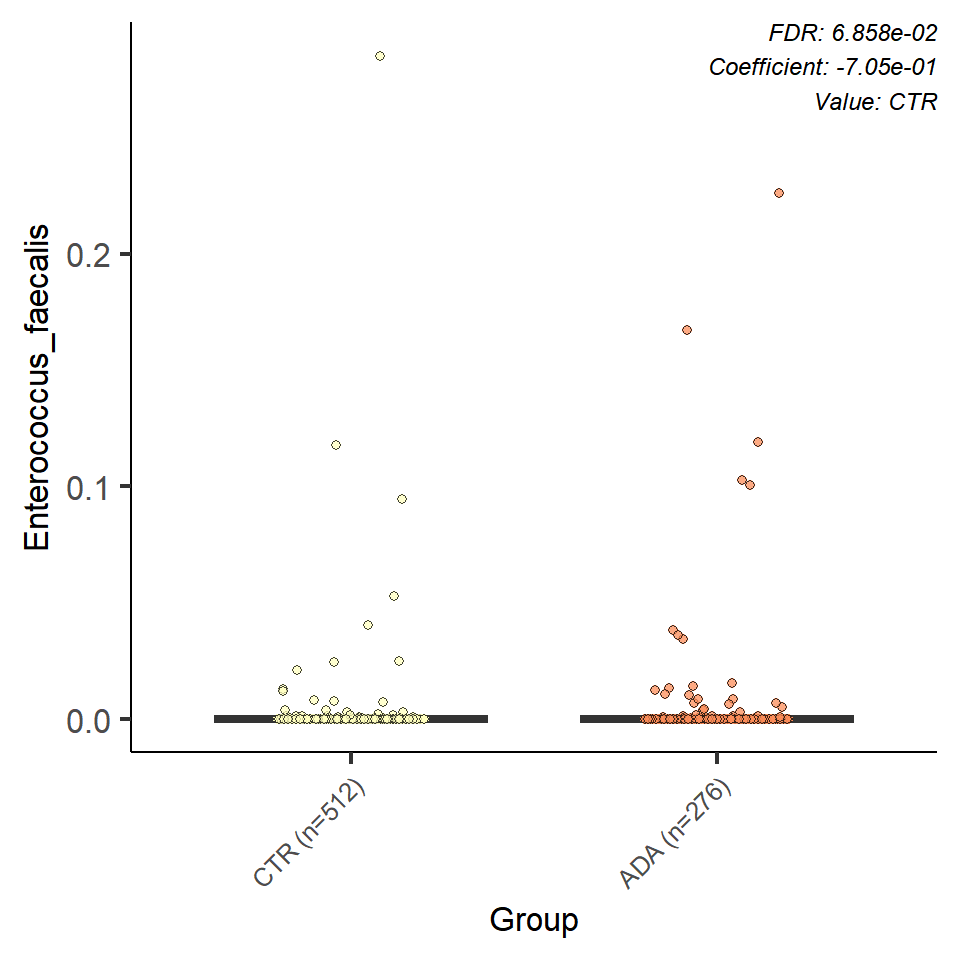 FDR: 6.858e-02
Coefficient: -7.05e-01
Value: CTR
Enterococcus_faecalis
0.2
0.1
0.0
CTR (n=512)
ADA (n=276)
Group